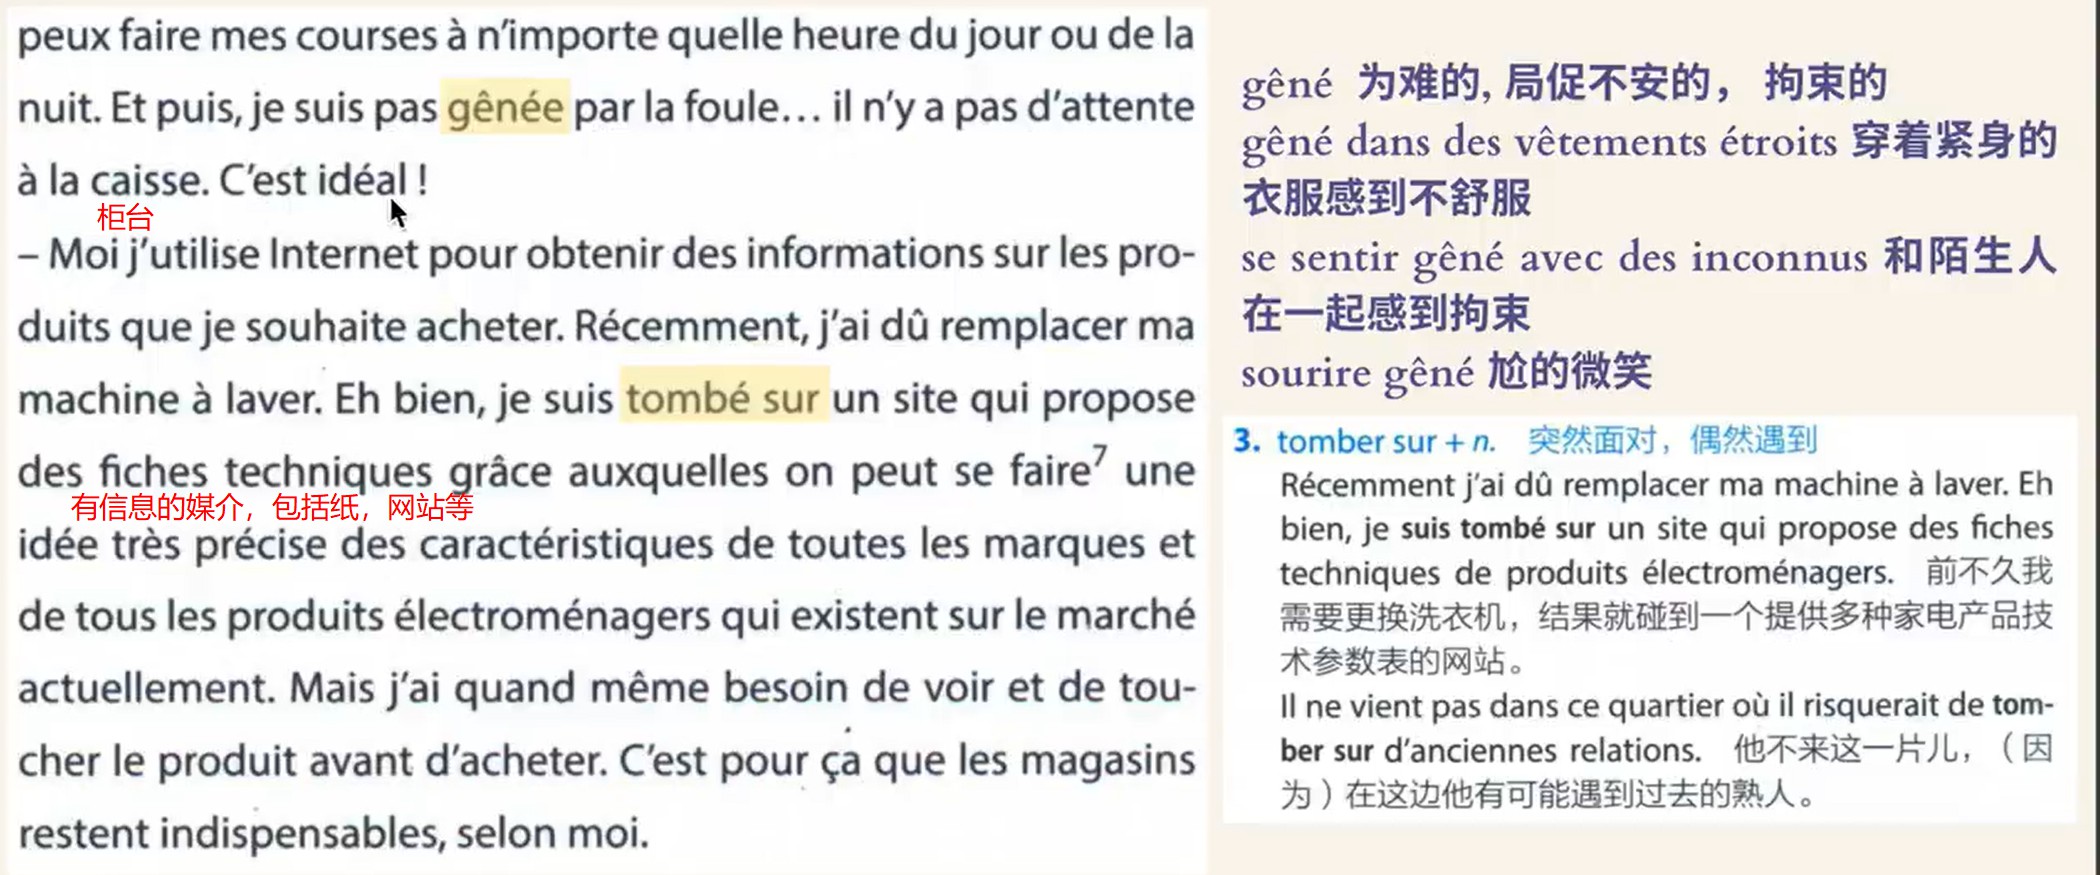 peux faire mes courses à n'importe quelle heure du jour ou de la
nuit. Et puis, je suis pas gênée par la foule… il n'y a pas d'attente
à la caisse. C'est idéal !
柜台
– Moi j'utilise Internet pour obtenir des informations sur les pro-
duits que je souhaite acheter. Récemment, j'ai dû remplacer ma
machine à laver. Eh bien, je suis tombé sur un site qui propose
des fiches techniques grâce auxquelles on peut se faire⁷ une
有信息的媒介，包括纸，网站等
idée très précise des caractéristiques de toutes les marques et
de tous les produits électroménagers qui existent sur le marché
actuellement. Mais j'ai quand même besoin de voir et de tou-
cher le produit avant d'acheter. C'est pour ça que les magasins
restent indispensables, selon moi.
gêné 为难的, 局促不安的， 拘束的
gêné dans des vêtements étroits 穿着紧身的
衣服感到不舒服
se sentir gêné avec des inconnus 和陌生人
在一起感到拘束
sourire gêné 尬的微笑
3. tomber sur + n. 突然面对，偶然遇到
Récemment j'ai dû remplacer ma machine à laver. Eh
bien, je suis tombé sur un site qui propose des fiches
techniques de produits électroménagers. 前不久我
需要更换洗衣机，结果就碰到一个提供多种家电产品技
术参数表的网站。
Il ne vient pas dans ce quartier où il risquerait de tom-
ber sur d'anciennes relations. 他不来这一片儿，（因
为）在这边他有可能遇到过去的熟人。